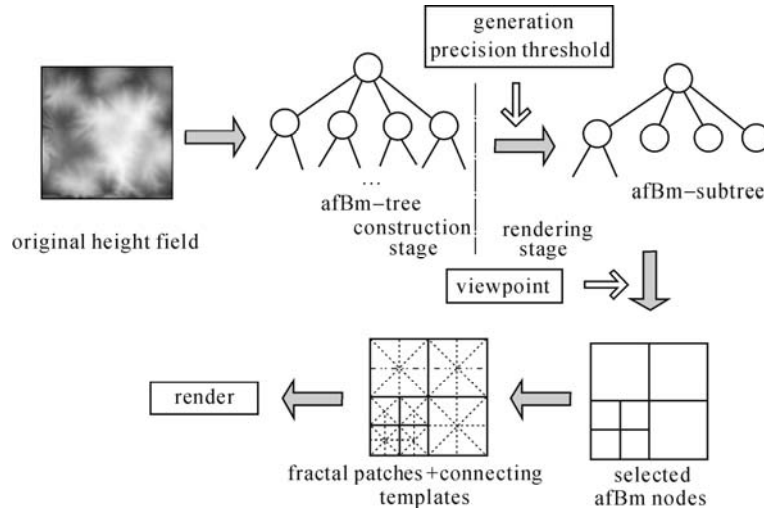 generation
precision threshold
original height field
...
afBm-tree
construction
stage
rendering
stage
afBm-subtree
viewpoint
render
fractal patches+connecting
templates
selected
afBm nodes